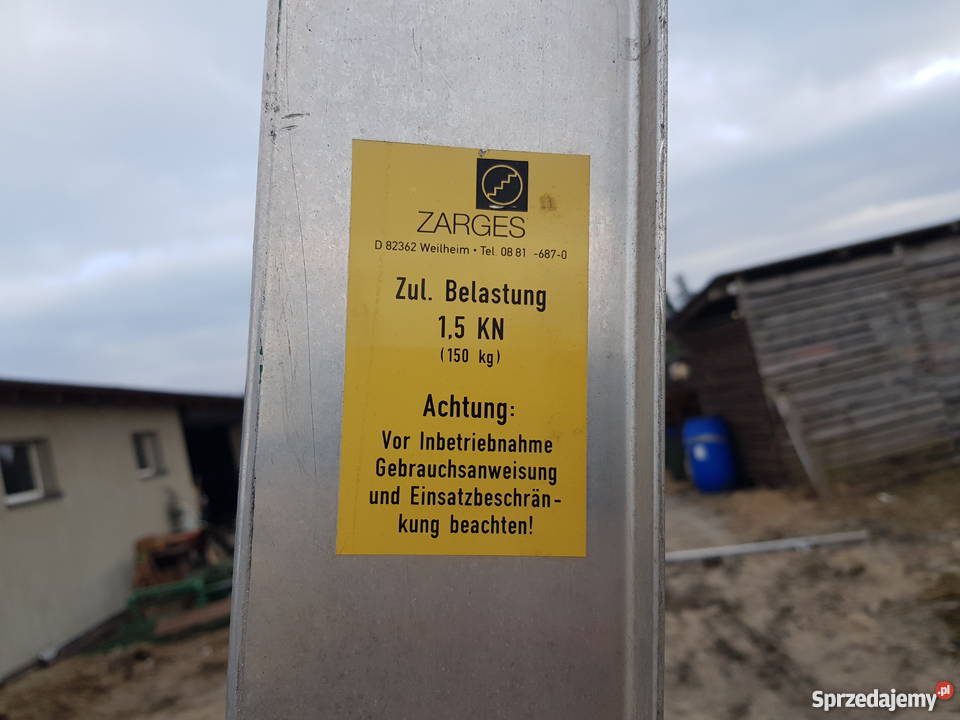 ZARGES
D 82362 Weilheim • Tel. 08 81 -687-0
Zul. Belastung
1,5 KN
(150 kg)
Achtung:
Vor Inbetriebnahme
Gebrauchsanweisung
und Einsatzbeschrän-
kung beachten!
Sprzedajemy.pl